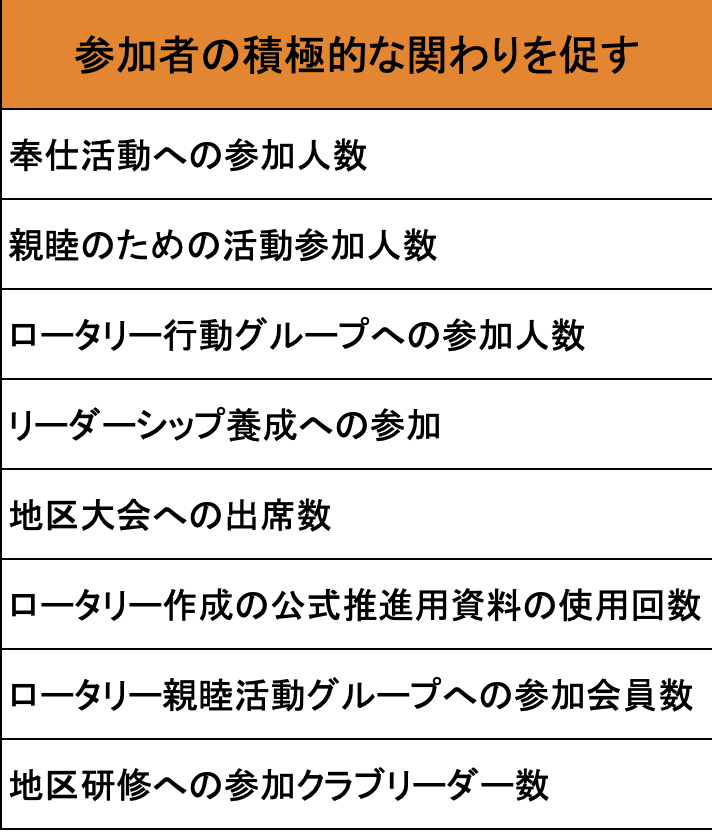 参加者の積極的な関わりを促す
奉仕活動への参加人数
親睦のための活動参加人数
ロータリー行動グループへの参加人数
リーダーシップ養成への参加
地区大会への出席数
ロータリー作成の公式推進用資料の使用回数
ロータリー親睦活動グループへの参加会員数
地区研修への参加クラブリーダー数